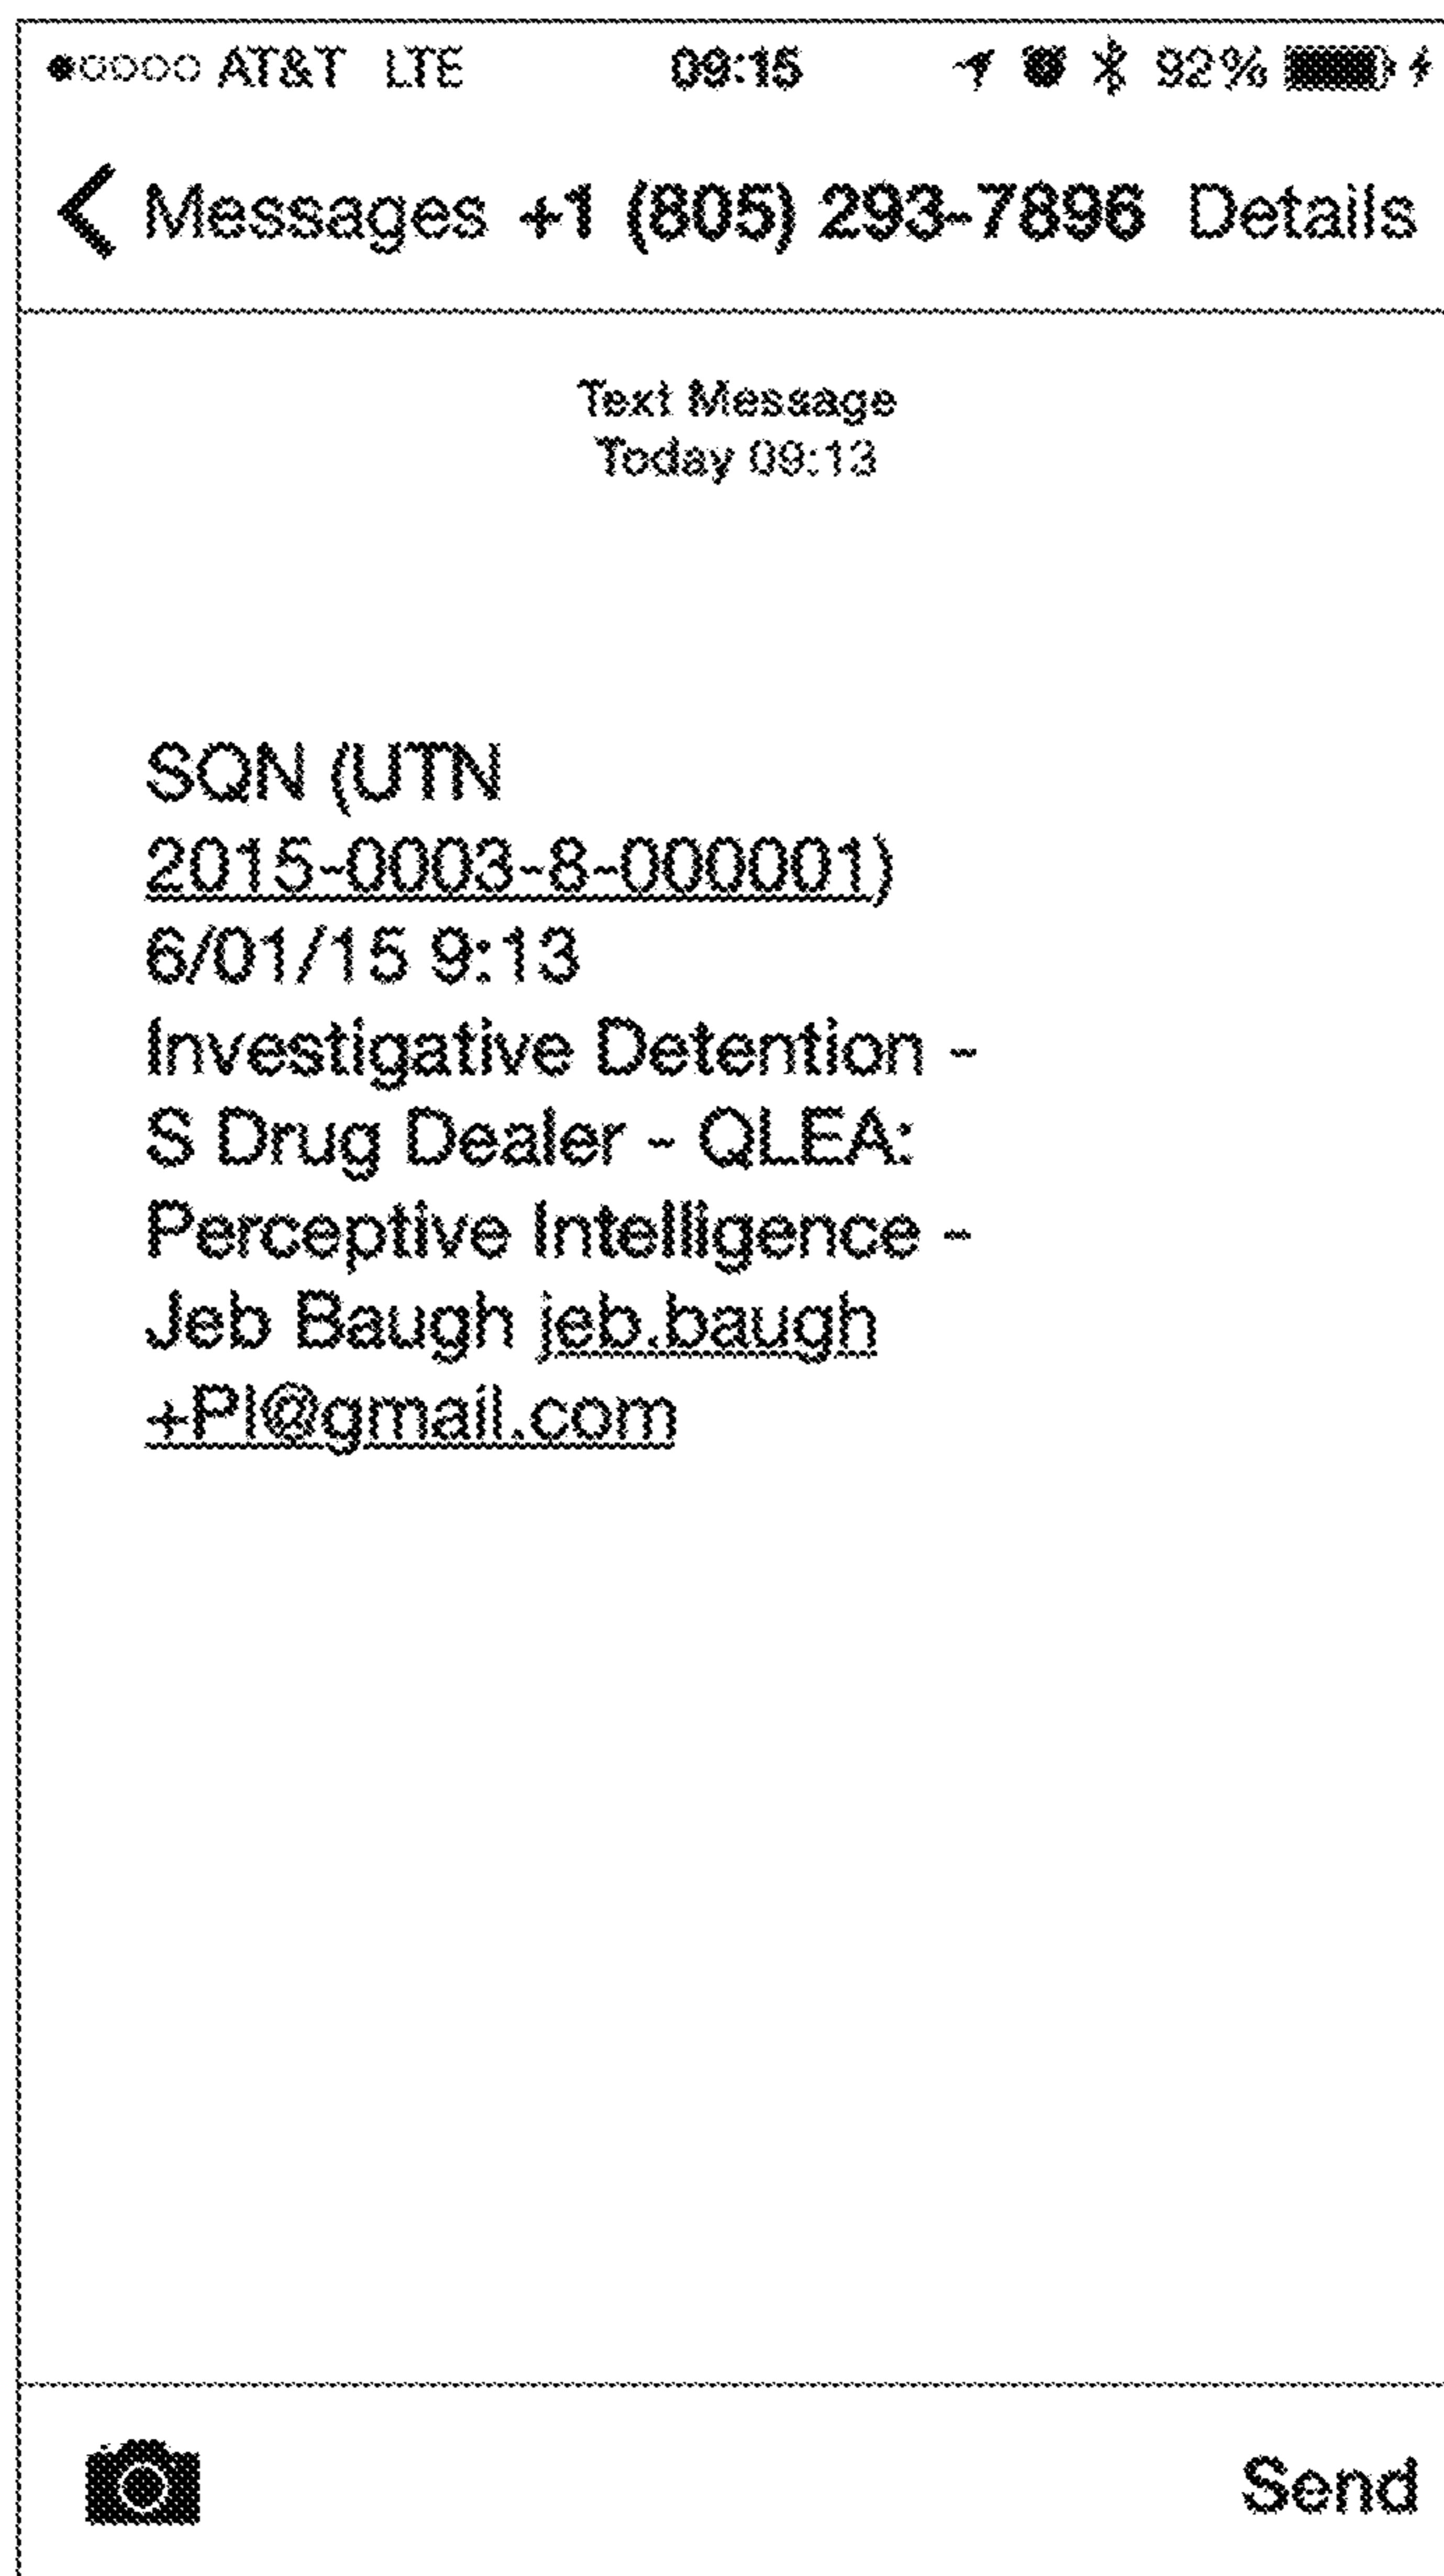 AT&T LTE 09:15 92%
Messages +1 (805) 293-7896 Details
Text Message
Today 09:13
SQN (UTN
2015-0003-8-000001)
6/01/15 9:13
Investigative Detention -
S Drug Dealer - QLEA:
Perceptive Intelligence -
Jeb Baugh jeb.baugh
+PI@gmail.com
Send